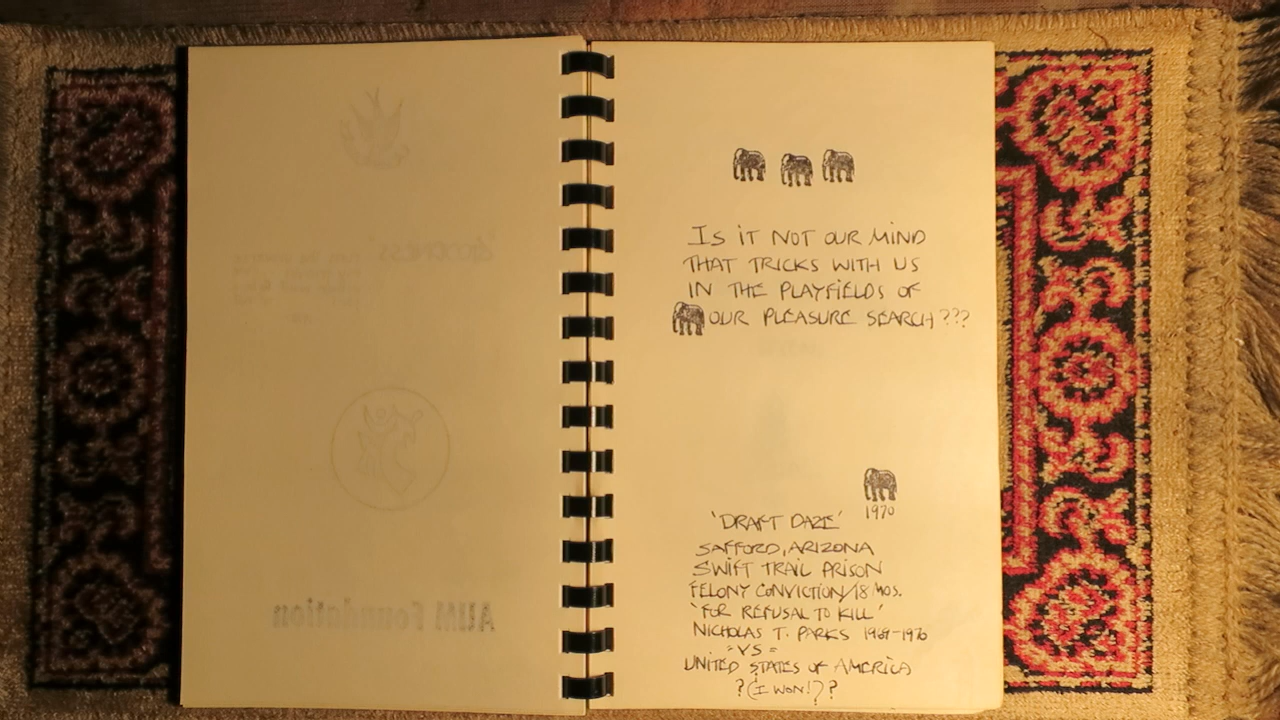 IS IT NOT OUR MIND
THAT TRICKS WITH US
IN THE PLAYFIELDS OF
OUR PLEASURE SEARCH???
1970
'DRAFT DAZE'
SAFFORD, ARIZONA
SWIFT TRAIL PRISON
FELONY CONVICTION/18 MOS.
'FOR REFUSAL TO KILL'
NICHOLAS T. PARKS 1969-1970
"VS"
UNITED STATES OF AMERICA
?(I WON!)?
"GOODNESS"
AUM Foundation